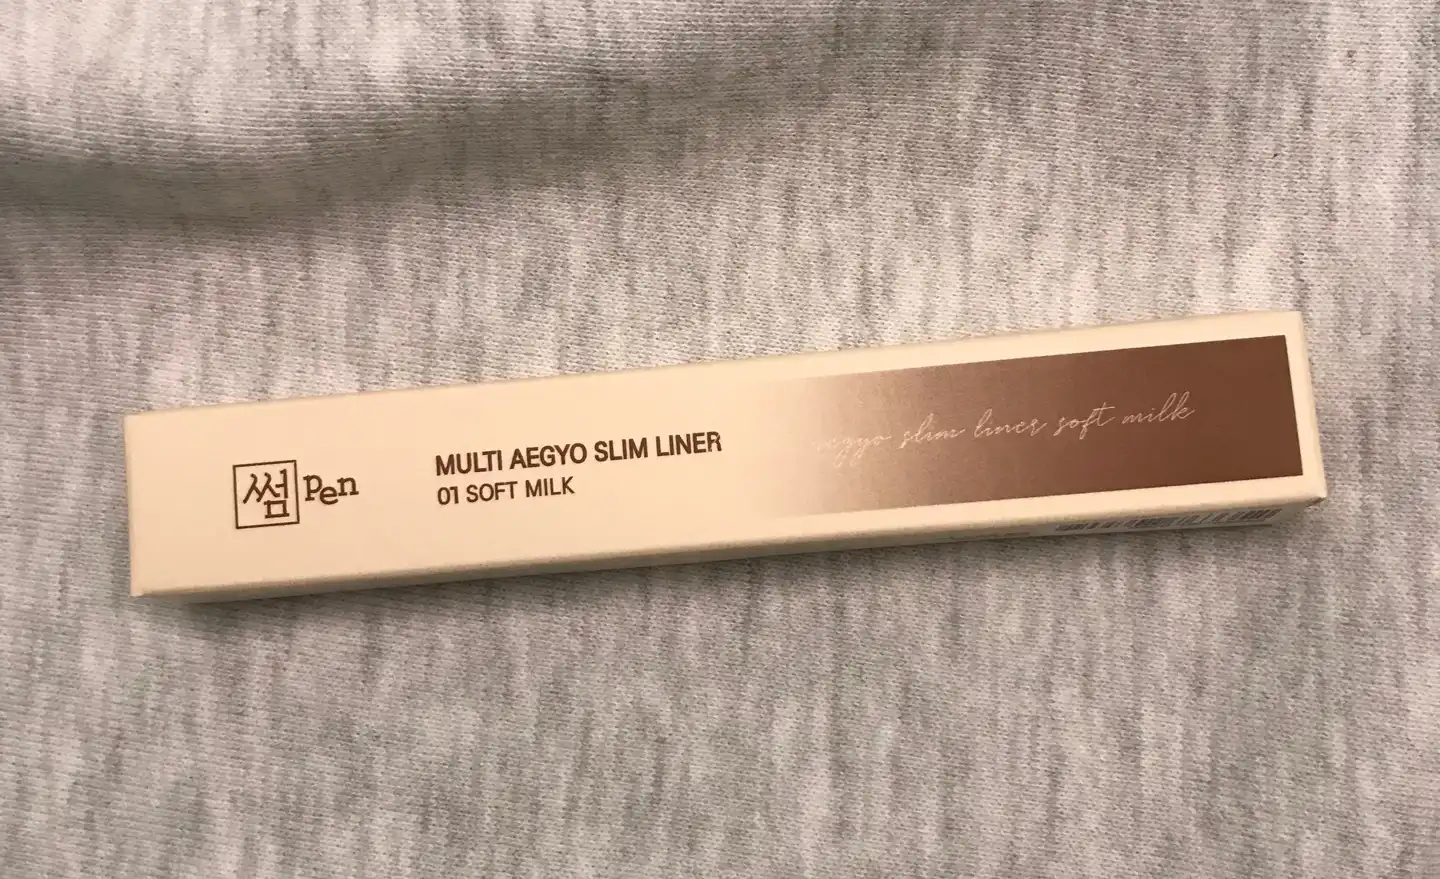 썸 pen
MULTI AEGYO SLIM LINER
01 SOFT MILK
aegyo slim liner soft milk